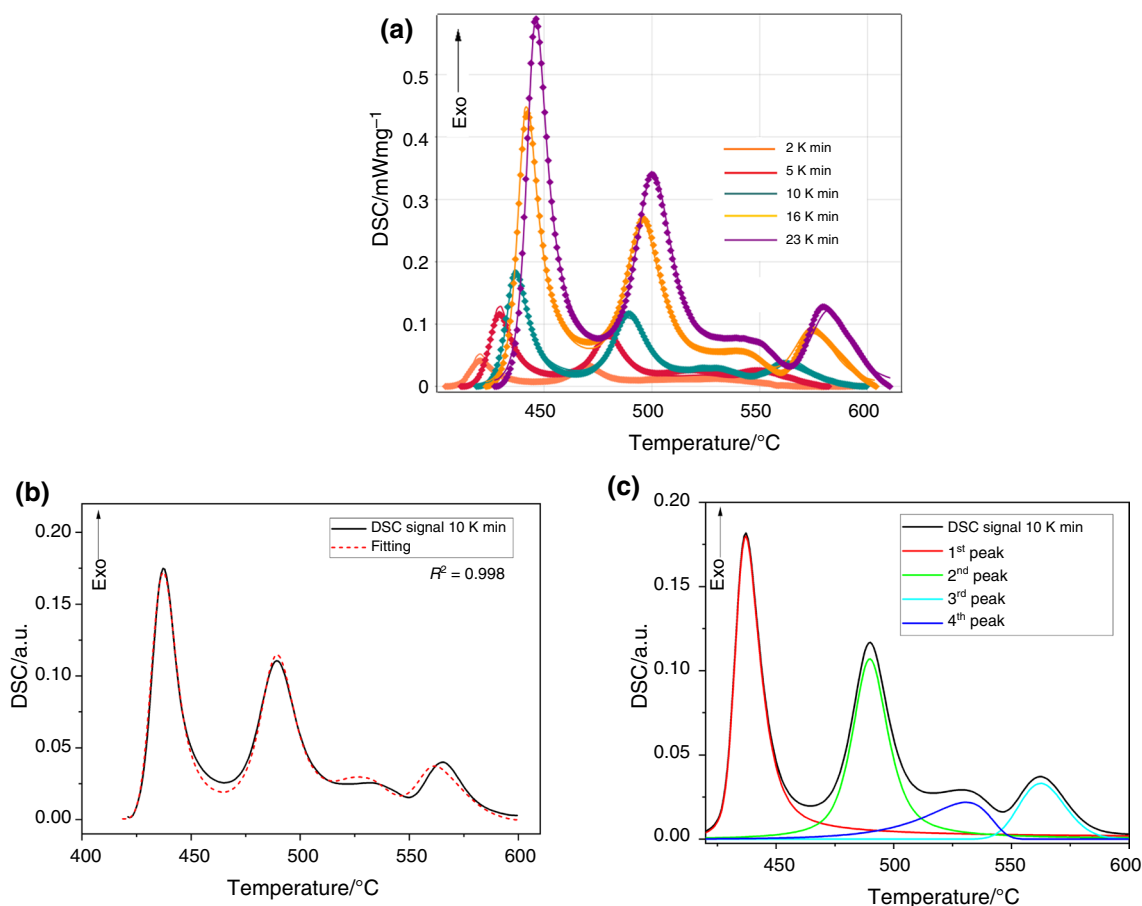 (a)
Exo
DSC/mWmg–1
0.5
0.4
0.3
0.2
0.1
0
2 K min
5 K min
10 K min
16 K min
23 K min
450
500
550
600
Temperature/°C
(b)
Exo
DSC/a.u.
0.20
0.15
0.10
0.05
0.00
DSC signal 10 K min
Fitting
R2 = 0.998
400
450
500
550
600
Temperature/°C
(c)
Exo
DSC/a.u.
0.20
0.15
0.10
0.05
0.00
DSC signal 10 K min
1st peak
2nd peak
3rd peak
4th peak
450
500
550
600
Temperature/°C